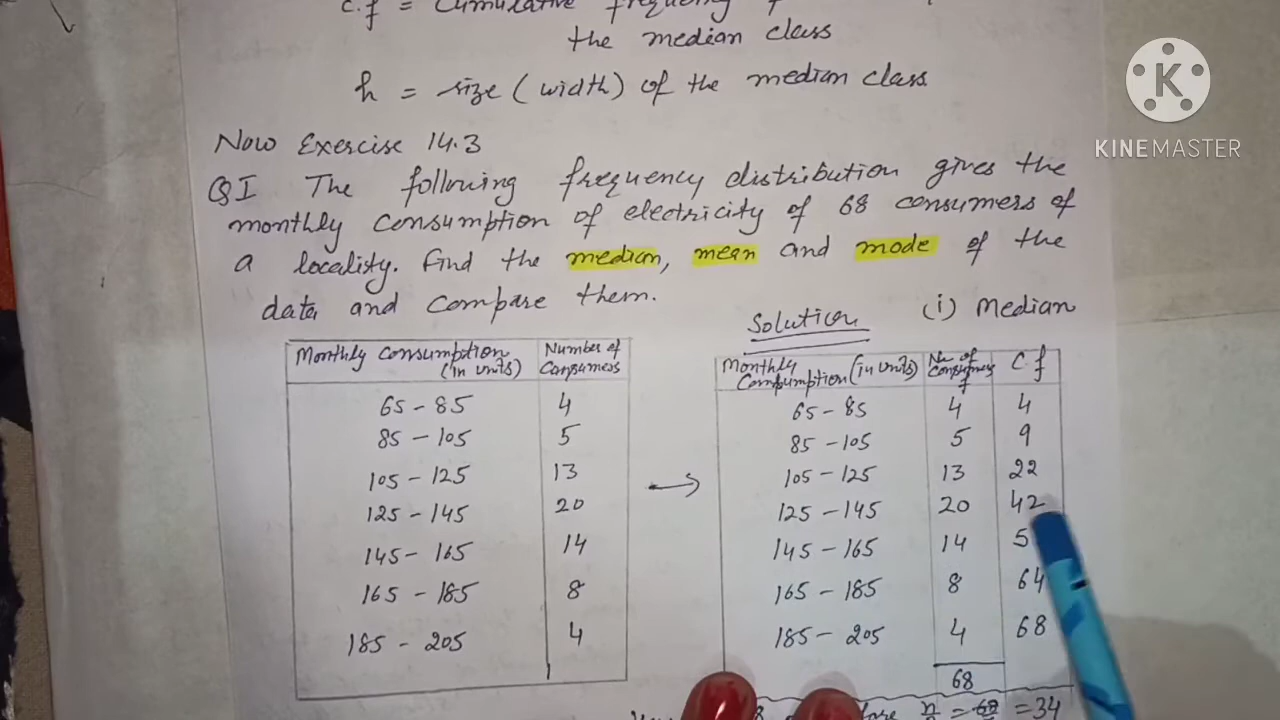 c.f = Cumulative frequency
the median class
h = size (width) of the median class
KINEMASTER
Now Exercise 14.3
Q1 The following frequency distribution gives the
monthly consumption of electricity of 68 consumers of
a locality. Find the median, mean and mode of the
data and compare them.
Solution (i) Median
Monthly Consumption (in units) Number of Consumers
65 - 85 4
85 - 105 5
105 - 125 13
125 - 145 20
145 - 165 14
165 - 185 8
185 - 205 4
Monthly Consumption (in units) No. of Consumers f C f
65 - 85 4 4
85 - 105 5 9
105 - 125 13 22
125 - 145 20 42
145 - 165 14 5
165 - 185 8 64
185 - 205 4 68
68
= 34